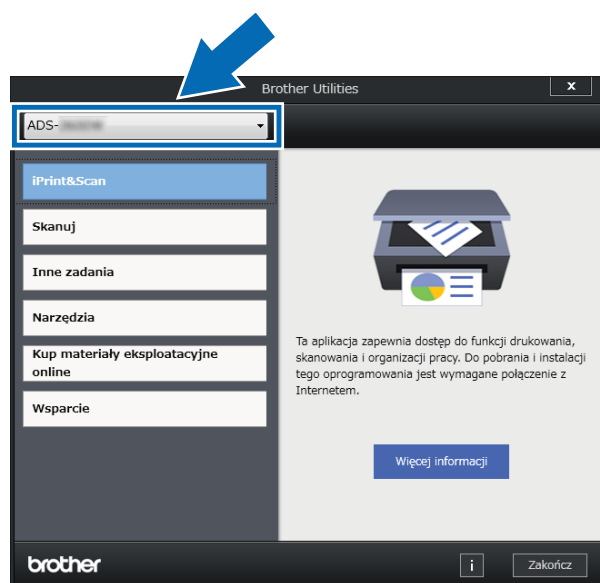 Brother Utilities
x
ADS-
iPrint&Scan
Skanuj
Inne zadania
Narzędzia
Kup materiały eksploatacyjne
online
Wsparcie
Ta aplikacja zapewnia dostęp do funkcji drukowania,
skanowania i organizacji pracy. Do pobrania i instalacji
tego oprogramowania jest wymagane połączenie z
Internetem.
Więcej informacji
brother
i
Zakończ